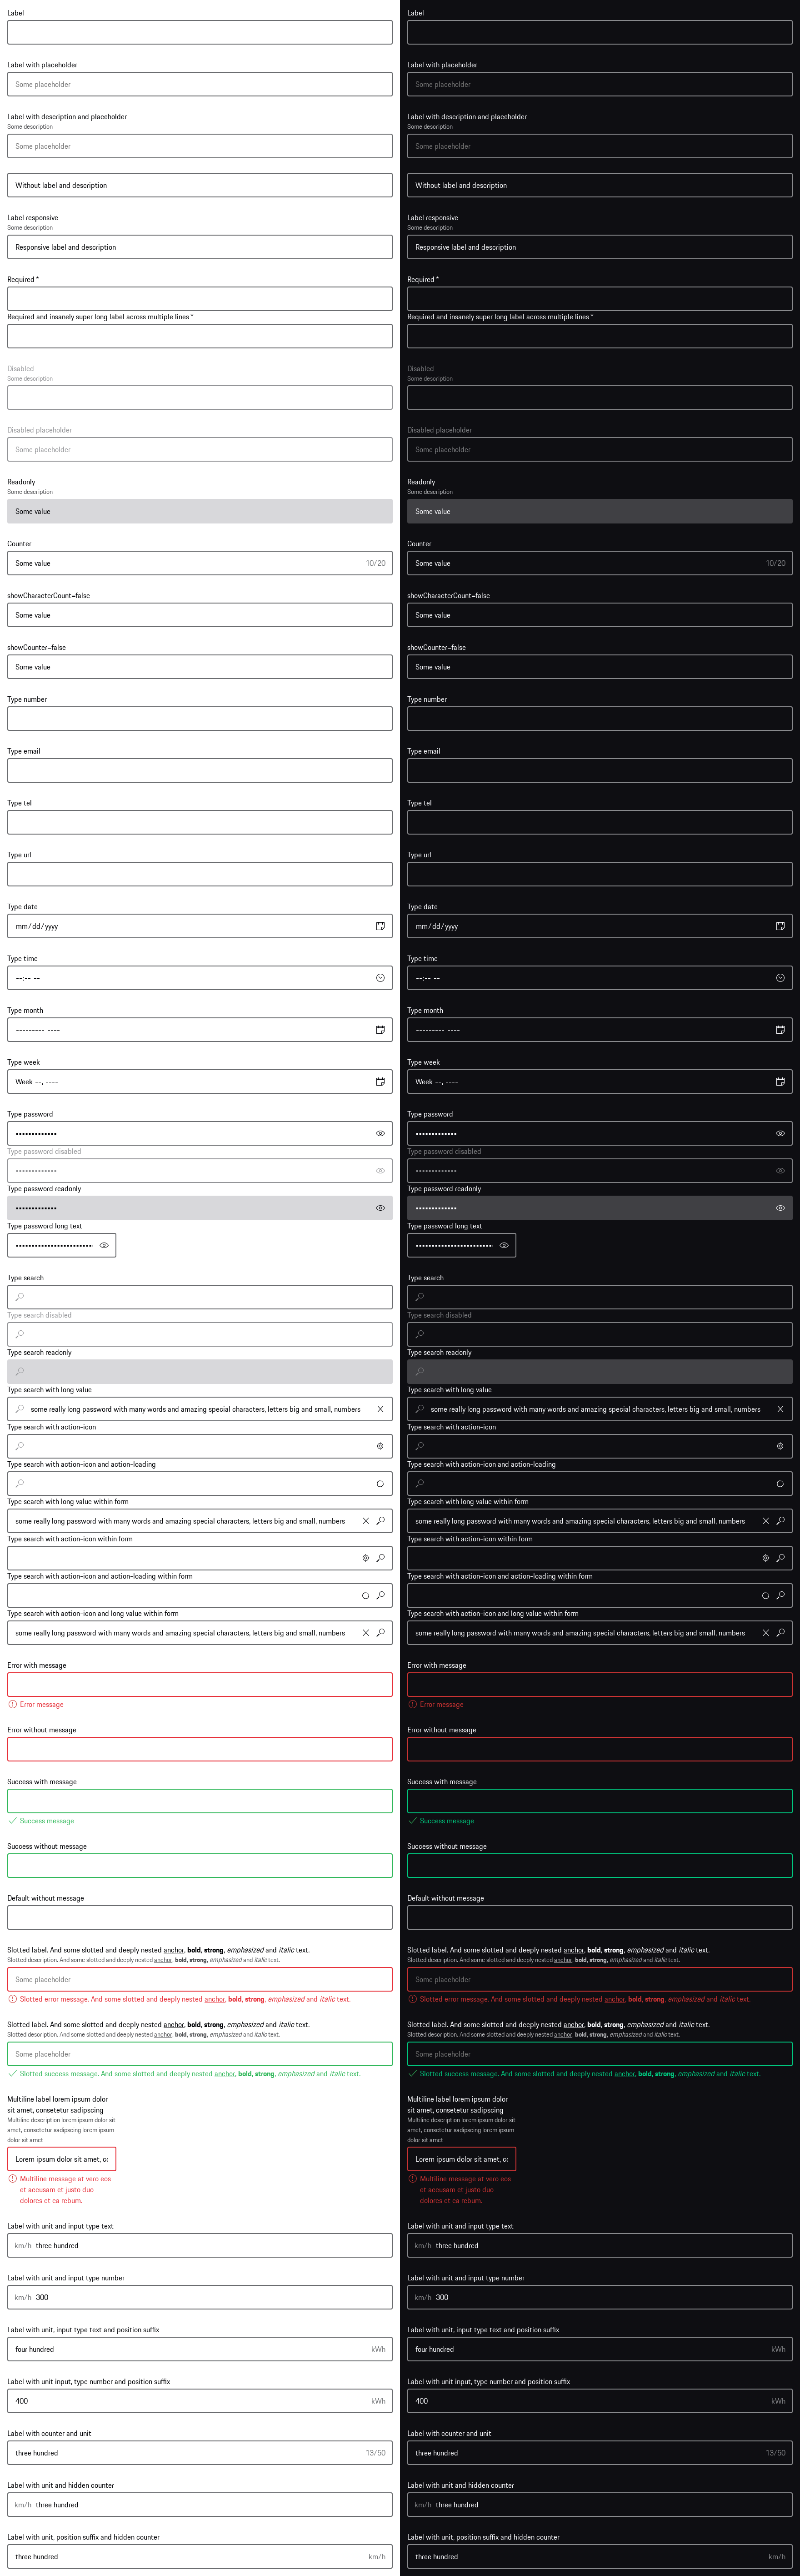 Label
Label with placeholder
Some placeholder
Label with description and placeholder
Some description
Some placeholder
Without label and description
Label responsive
Some description
Responsive label and description
Required *
Required and insanely super long label across multiple lines *
Disabled
Some description
Disabled placeholder
Some placeholder
Readonly
Some description
Some value
Counter
Some value 10/20
showCharacterCount=false
Some value
showCounter=false
Some value
Type number
Type email
Type tel
Type url
Type date
mm/dd/yyyy
Type time
--:-- --
Type month
--------- ----
Type week
Week --, ----
Type password
Type password disabled
Type password readonly
Type password long text
Type search
Type search disabled
Type search readonly
Type search with long value
some really long password with many words and amazing special characters, letters big and small, numbers
Type search with action-icon
Type search with action-icon and action-loading
Type search with long value within form
some really long password with many words and amazing special characters, letters big and small, numbers
Type search with action-icon within form
Type search with action-icon and action-loading within form
Type search with action-icon and long value within form
some really long password with many words and amazing special characters, letters big and small, numbers
Error with message
Error message
Error without message
Success with message
Success message
Success without message
Default without message
Slotted label. And some slotted and deeply nested anchor, bold, strong, emphasized and italic text.
Slotted description. And some slotted and deeply nested anchor, bold, strong, emphasized and italic text.
Some placeholder
Slotted error message. And some slotted and deeply nested anchor, bold, strong, emphasized and italic text.
Slotted label. And some slotted and deeply nested anchor, bold, strong, emphasized and italic text.
Slotted description. And some slotted and deeply nested anchor, bold, strong, emphasized and italic text.
Some placeholder
Slotted success message. And some slotted and deeply nested anchor, bold, strong, emphasized and italic text.
Multiline label lorem ipsum dolor
sit amet, consetetur sadipscing
Multiline description lorem ipsum dolor sit
amet, consetetur sadipscing lorem ipsum
dolor sit amet
Lorem ipsum dolor sit amet, co
Multiline message at vero eos
et accusam et justo duo
dolores et ea rebum.
Label with unit and input type text
km/h three hundred
Label with unit and input type number
km/h 300
Label with unit, input type text and position suffix
four hundred kWh
Label with unit input, type number and position suffix
400 kWh
Label with counter and unit
three hundred 13/50
Label with unit and hidden counter
km/h three hundred
Label with unit, position suffix and hidden counter
three hundred km/h
Label
Label with placeholder
Some placeholder
Label with description and placeholder
Some description
Some placeholder
Without label and description
Label responsive
Some description
Responsive label and description
Required *
Required and insanely super long label across multiple lines *
Disabled
Some description
Disabled placeholder
Some placeholder
Readonly
Some description
Some value
Counter
Some value 10/20
showCharacterCount=false
Some value
showCounter=false
Some value
Type number
Type email
Type tel
Type url
Type date
mm/dd/yyyy
Type time
--:-- --
Type month
--------- ----
Type week
Week --, ----
Type password
Type password disabled
Type password readonly
Type password long text
Type search
Type search disabled
Type search readonly
Type search with long value
some really long password with many words and amazing special characters, letters big and small, numbers
Type search with action-icon
Type search with action-icon and action-loading
Type search with long value within form
some really long password with many words and amazing special characters, letters big and small, numbers
Type search with action-icon within form
Type search with action-icon and action-loading within form
Type search with action-icon and long value within form
some really long password with many words and amazing special characters, letters big and small, numbers
Error with message
Error message
Error without message
Success with message
Success message
Success without message
Default without message
Slotted label. And some slotted and deeply nested anchor, bold, strong, emphasized and italic text.
Slotted description. And some slotted and deeply nested anchor, bold, strong, emphasized and italic text.
Some placeholder
Slotted error message. And some slotted and deeply nested anchor, bold, strong, emphasized and italic text.
Slotted label. And some slotted and deeply nested anchor, bold, strong, emphasized and italic text.
Slotted description. And some slotted and deeply nested anchor, bold, strong, emphasized and italic text.
Some placeholder
Slotted success message. And some slotted and deeply nested anchor, bold, strong, emphasized and italic text.
Multiline label lorem ipsum dolor
sit amet, consetetur sadipscing
Multiline description lorem ipsum dolor sit
amet, consetetur sadipscing lorem ipsum
dolor sit amet
Lorem ipsum dolor sit amet, co
Multiline message at vero eos
et accusam et justo duo
dolores et ea rebum.
Label with unit and input type text
km/h three hundred
Label with unit and input type number
km/h 300
Label with unit, input type text and position suffix
four hundred kWh
Label with unit input, type number and position suffix
400 kWh
Label with counter and unit
three hundred 13/50
Label with unit and hidden counter
km/h three hundred
Label with unit, position suffix and hidden counter
three hundred km/h